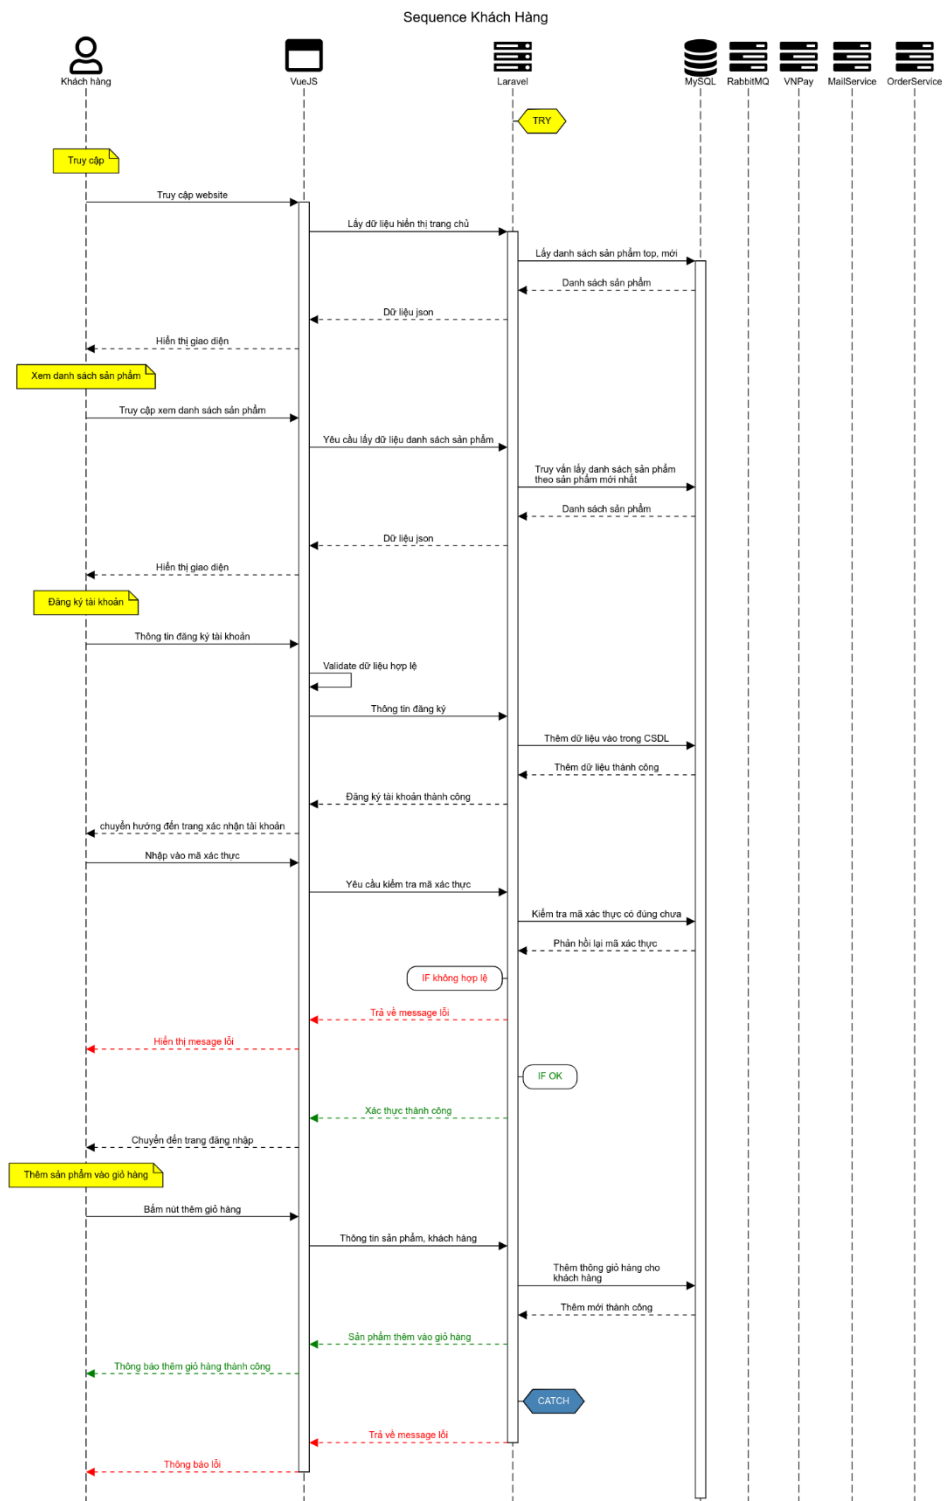 Sequence Khách Hàng
Khách hàng
VueJS
Laravel
MySQL
RabbitMQ
VNPay
MailService
OrderService
TRY
Truy cập
Truy cập website
Lấy dữ liệu hiển thị trang chủ
Lấy danh sách sản phẩm top, mới
Danh sách sản phẩm
Dữ liệu json
Hiển thị giao diện
Xem danh sách sản phẩm
Truy cập xem danh sách sản phẩm
Yêu cầu lấy dữ liệu danh sách sản phẩm
Truy vấn lấy danh sách sản phẩm
theo sản phẩm mới nhất
Danh sách sản phẩm
Dữ liệu json
Hiển thị giao diện
Đăng ký tài khoản
Thông tin đăng ký tài khoản
Validate dữ liệu hợp lệ
Thông tin đăng ký
Thêm dữ liệu vào trong CSDL
Thêm dữ liệu thành công
Đăng ký tài khoản thành công
chuyển hướng đến trang xác nhận tài khoản
Nhập vào mã xác thực
Yêu cầu kiểm tra mã xác thực
Kiểm tra mã xác thực có đúng chưa
Phản hồi lại mã xác thực
IF không hợp lệ
Trả về message lỗi
Hiển thị mesage lỗi
IF OK
Xác thực thành công
Chuyển đến trang đăng nhập
Thêm sản phẩm vào giỏ hàng
Bấm nút thêm giỏ hàng
Thông tin sản phẩm, khách hàng
Thêm thông giỏ hàng cho
khách hàng
Thêm mới thành công
Sản phẩm thêm vào giỏ hàng
Thông báo thêm giỏ hàng thành công
CATCH
Trả về message lỗi
Thông báo lỗi